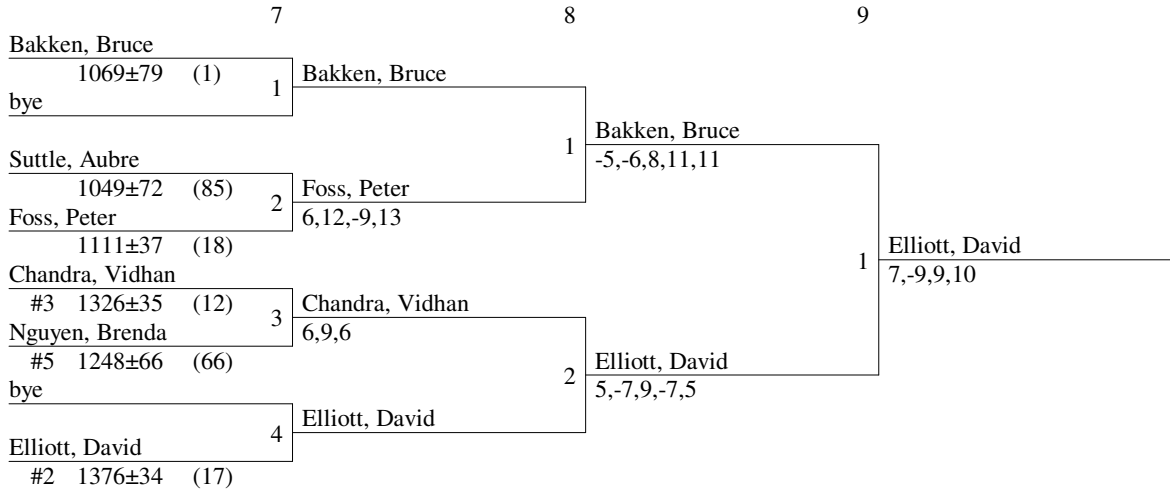 7 8 9
Bakken, Bruce
1069±79 (1)
1 Bakken, Bruce
bye
1 Bakken, Bruce
-5,-6,8,11,11
Suttle, Aubre
1049±72 (85)
2 Foss, Peter
6,12,-9,13
Foss, Peter
1111±37 (18)
1 Elliott, David
7,-9,9,10
Chandra, Vidhan
#3 1326±35 (12)
3 Chandra, Vidhan
6,9,6
Nguyen, Brenda
#5 1248±66 (66)
2 Elliott, David
5,-7,9,-7,5
bye
4 Elliott, David
Elliott, David
#2 1376±34 (17)